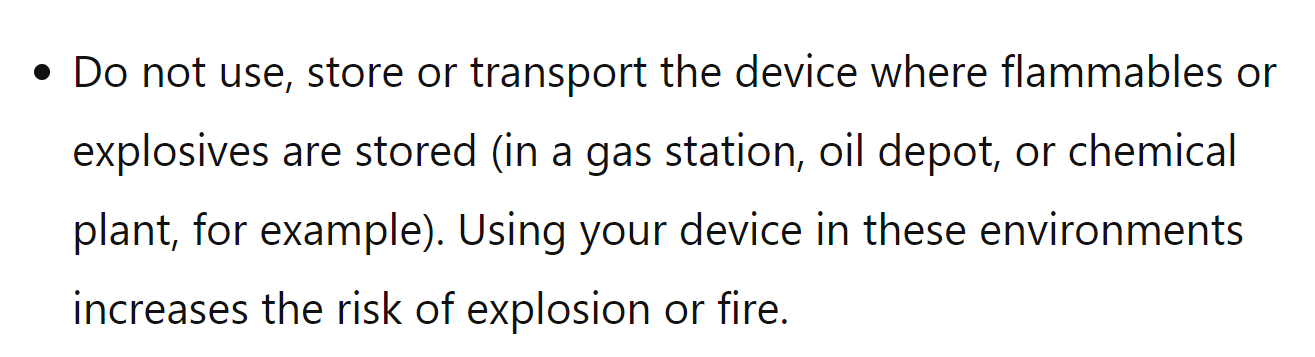 • Do not use, store or transport the device where flammables or
explosives are stored (in a gas station, oil depot, or chemical
plant, for example). Using your device in these environments
increases the risk of explosion or fire.